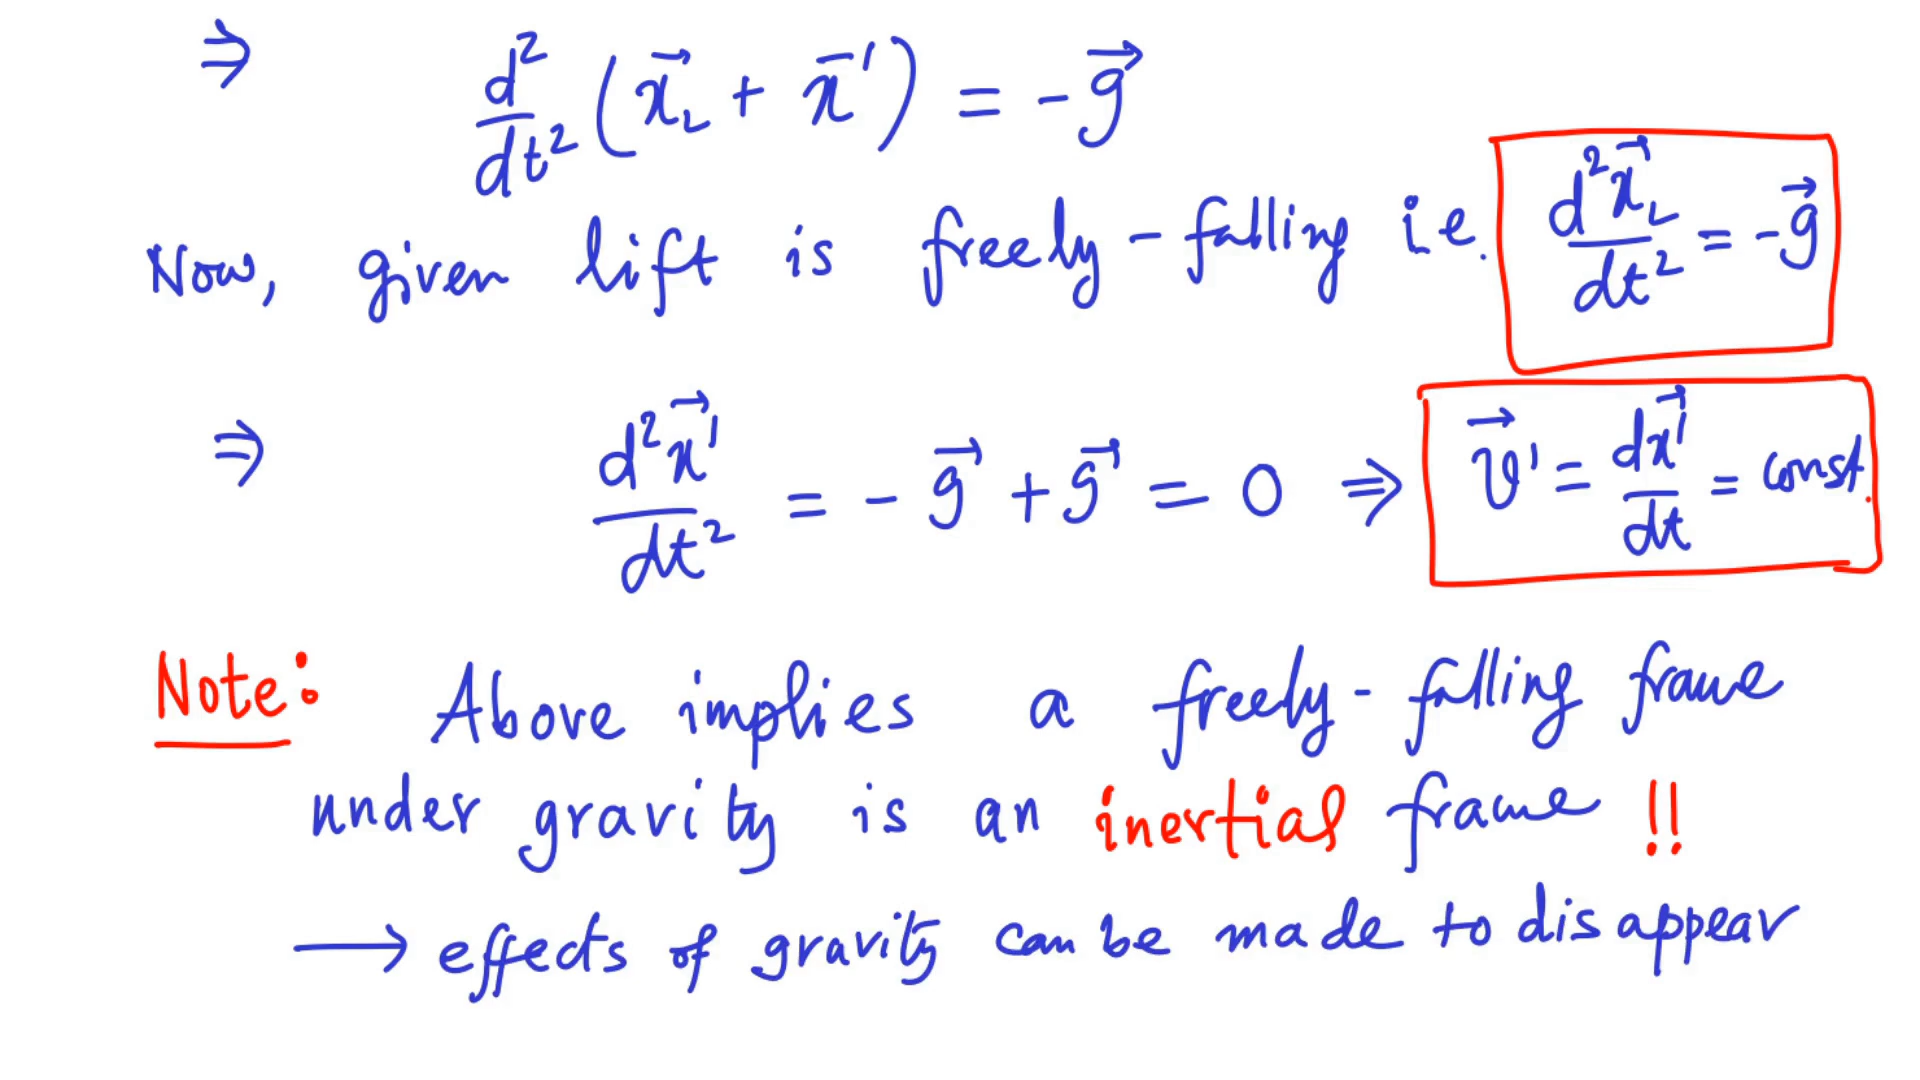 ⇒ d²/dt² (x⃗_L + x̄') = -g⃗
Now, given lift is freely-falling i.e. d²x⃗_L/dt² = -g⃗
⇒ d²x⃗'/dt² = - g⃗ + g⃗ = 0 ⇒ v⃗' = dx⃗'/dt = const.
Note: Above implies a freely-falling frame
under gravity is an inertial frame !!
⟶ effects of gravity can be made to disappear